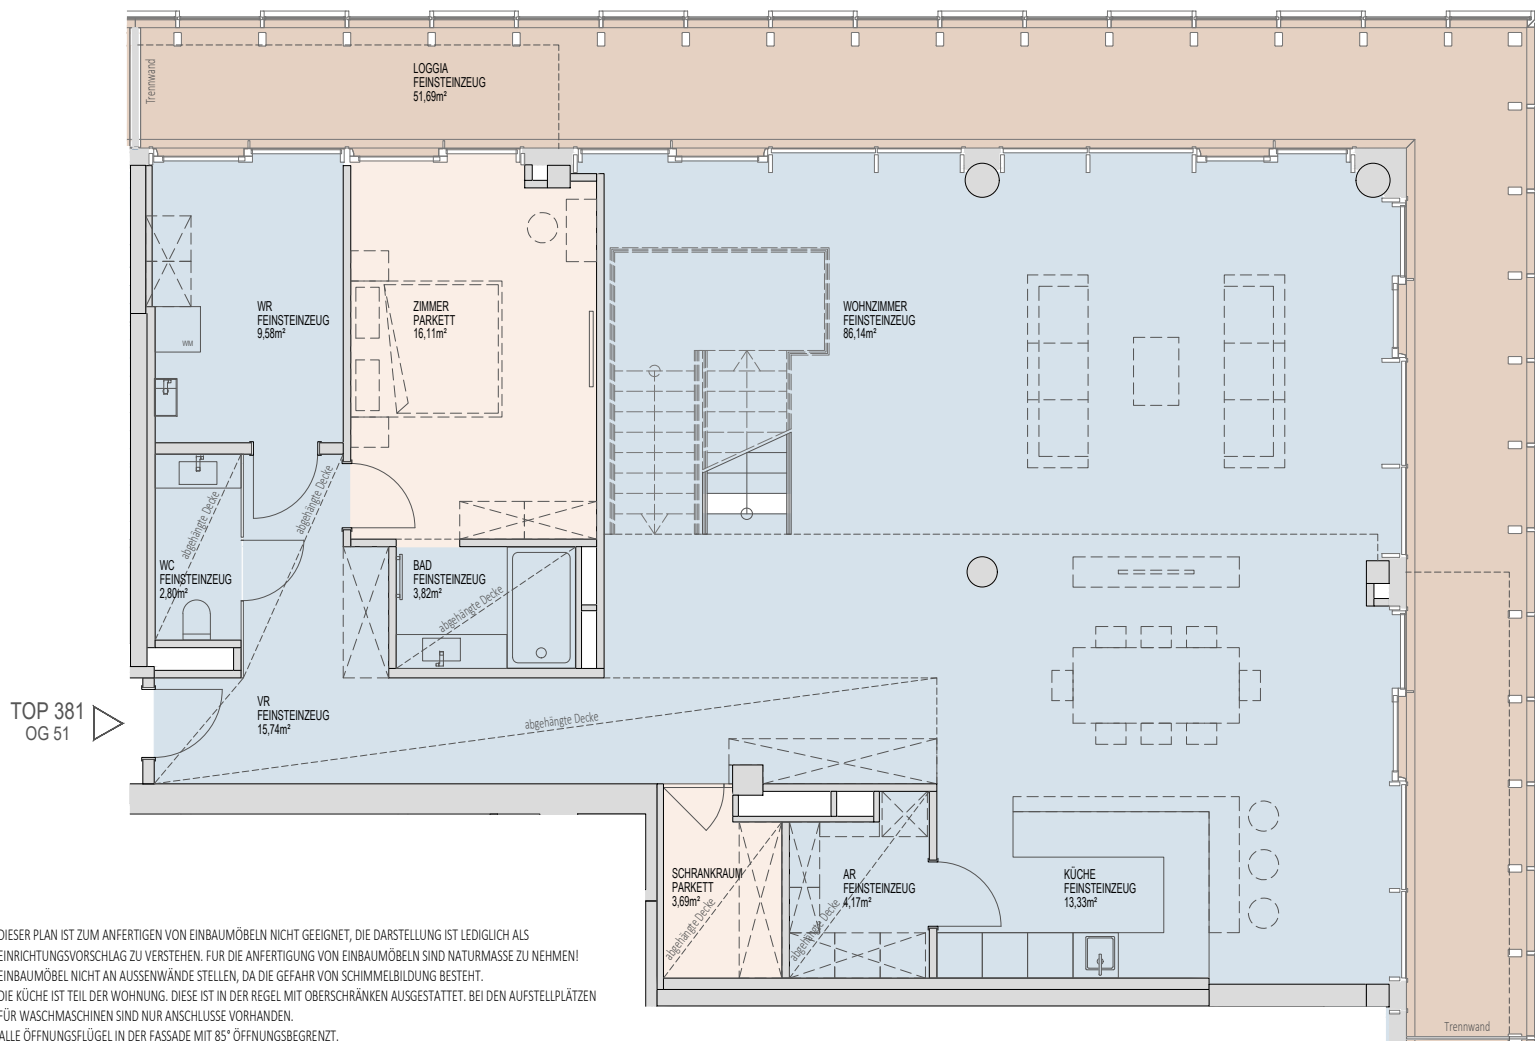 LOGGIA
FEINSTEINZEUG
51,69m²
Trennwand
WR
FEINSTEINZEUG
9,58m²
WM
ZIMMER
PARKETT
16,11m²
WOHNZIMMER
FEINSTEINZEUG
86,14m²
abgehängte Decke
abgehängte Decke
WC
FEINSTEINZEUG
2,80m²
BAD
FEINSTEINZEUG
3,82m²
abgehängte Decke
TOP 381
OG 51
VR
FEINSTEINZEUG
15,74m²
abgehängte Decke
SCHRANKRAUM
PARKETT
3,69m²
abgehängte Decke
AR
FEINSTEINZEUG
4,17m²
abgehängte Decke
KÜCHE
FEINSTEINZEUG
13,33m²
DIESER PLAN IST ZUM ANFERTIGEN VON EINBAUMÖBELN NICHT GEEIGNET, DIE DARSTELLUNG IST LEDIGLICH ALS
EINRICHTUNGSVORSCHLAG ZU VERSTEHEN. FUR DIE ANFERTIGUNG VON EINBAUMÖBELN SIND NATURMASSE ZU NEHMEN!
EINBAUMÖBEL NICHT AN AUSSENWÄNDE STELLEN, DA DIE GEFAHR VON SCHIMMELBILDUNG BESTEHT.
DIE KÜCHE IST TEIL DER WOHNUNG. DIESE IST IN DER REGEL MIT OBERSCHRÄNKEN AUSGESTATTET. BEI DEN AUFSTELLPLÄTZEN
FÜR WASCHMASCHINEN SIND NUR ANSCHLUSSE VORHANDEN.
ALLE ÖFFNUNGSFLÜGEL IN DER FASSADE MIT 85° ÖFFNUNGSBEGRENZT.
Trennwand